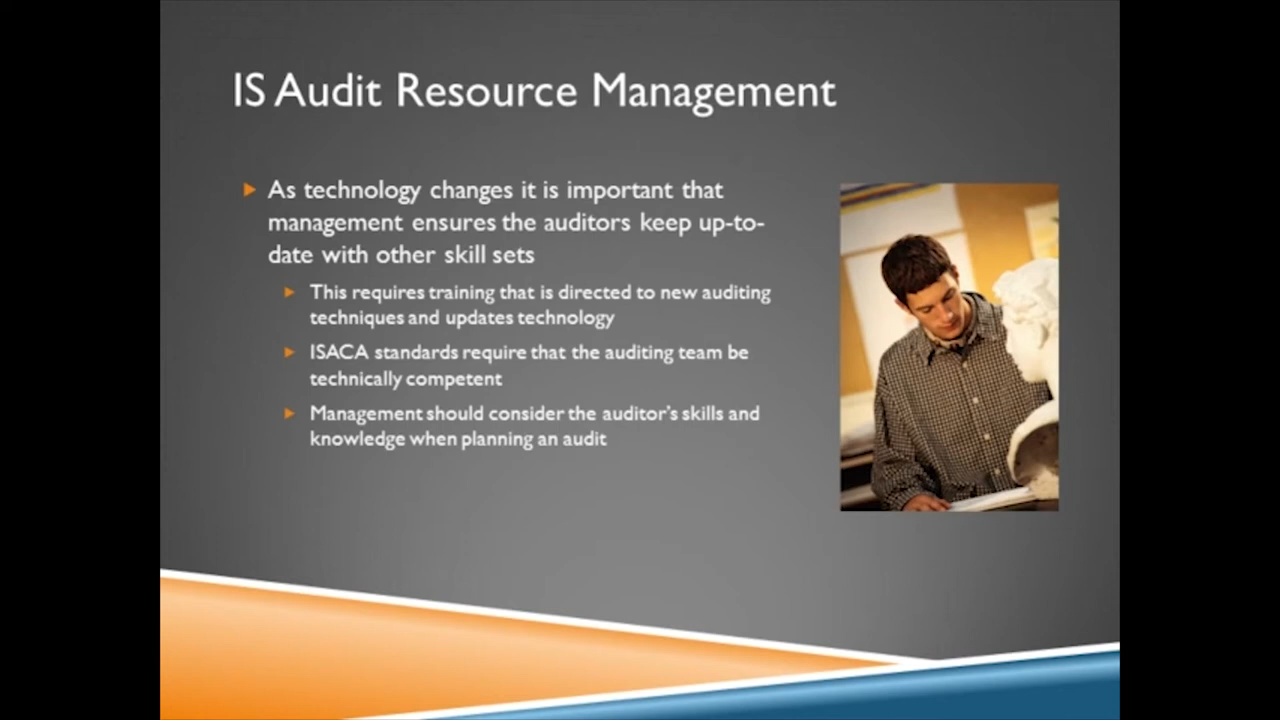 IS Audit Resource Management
As technology changes it is important that
management ensures the auditors keep up-to-
date with other skill sets
This requires training that is directed to new auditing
techniques and updates technology
ISACA standards require that the auditing team be
technically competent
Management should consider the auditor's skills and
knowledge when planning an audit